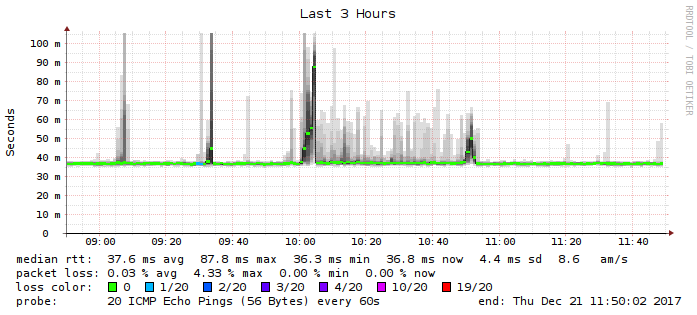 Last 3 Hours
RRDTOOL / TOBI OETIKER
Seconds
100 m
90 m
80 m
70 m
60 m
50 m
40 m
30 m
20 m
10 m
0
09:00 09:20 09:40 10:00 10:20 10:40 11:00 11:20 11:40
median rtt: 37.6 ms avg 87.8 ms max 36.3 ms min 36.8 ms now 4.4 ms sd 8.6 am/s
packet loss: 0.03 % avg 4.33 % max 0.00 % min 0.00 % now
loss color: 0 1/20 2/20 3/20 4/20 10/20 19/20
probe: 20 ICMP Echo Pings (56 Bytes) every 60s end: Thu Dec 21 11:50:02 2017